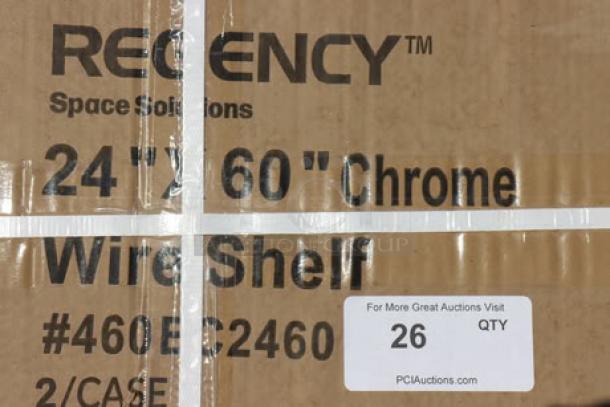 REGENCY™
Space Solutions
24"X 60" Chrome
Wire Shelf
#460EC2460
2/CASE
For More Great Auctions Visit
26 QTY
PCIAuctions.com